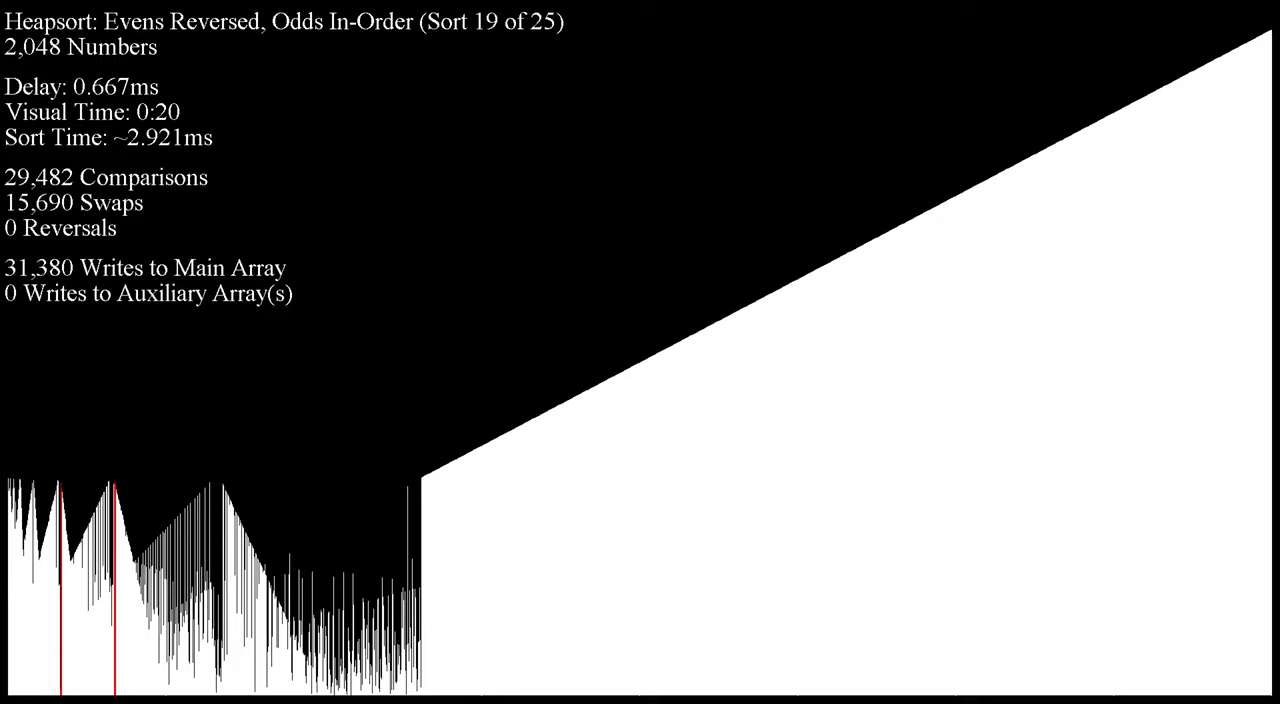 Heapsort: Evens Reversed, Odds In-Order (Sort 19 of 25)
2,048 Numbers
Delay: 0.667ms
Visual Time: 0:20
Sort Time: ~2.921ms
29,482 Comparisons
15,690 Swaps
0 Reversals
31,380 Writes to Main Array
0 Writes to Auxiliary Array(s)